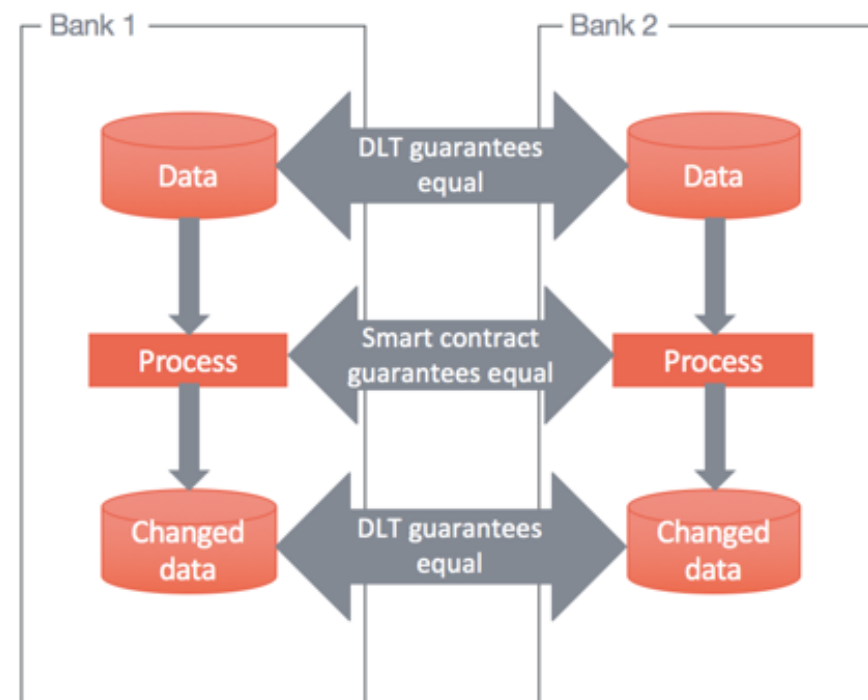 Bank 1
Bank 2
Data
DLT guarantees
equal
Data
Process
Smart contract
guarantees equal
Process
Changed
data
DLT guarantees
equal
Changed
data